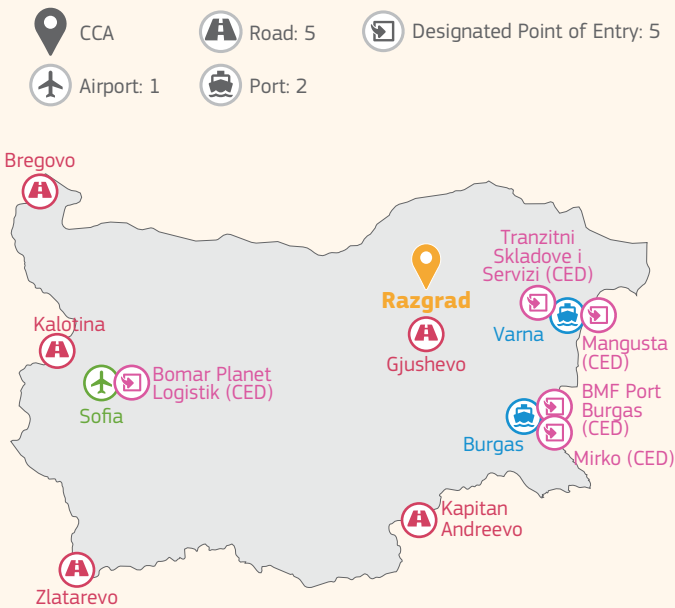 CCA
Road: 5
Designated Point of Entry: 5
Airport: 1
Port: 2
Bregovo
Tranzitni
Skladove i
Servizi (CED)
Razgrad
Kalotina
Varna
Mangusta
(CED)
Gjushevo
Bomar Planet
Logistik (CED)
Sofia
BMF Port
Burgas
(CED)
Burgas
Mirko (CED)
Kapitan
Andreevo
Zlatarevo